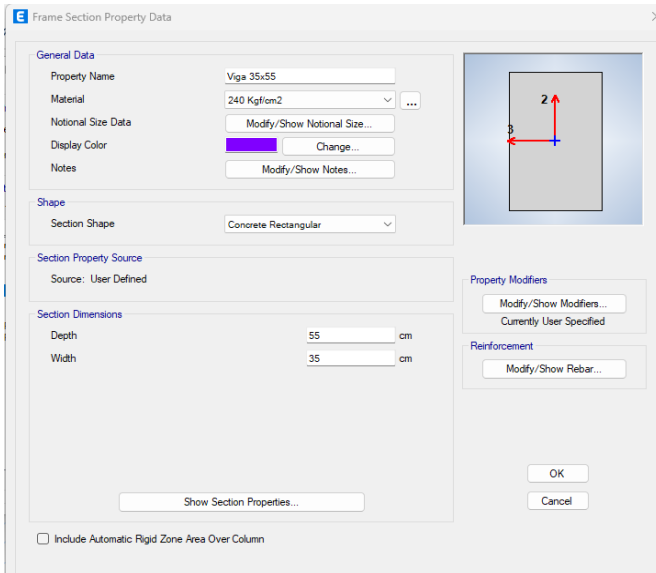 E Frame Section Property Data
General Data
Property Name Viga 35x55
Material 240 Kgf/cm2 ...
Notional Size Data Modify/Show Notional Size...
Display Color Change...
Notes Modify/Show Notes...
Shape
Section Shape Concrete Rectangular
Section Property Source
Source: User Defined
Section Dimensions
Depth 55 cm
Width 35 cm
Show Section Properties...
Include Automatic Rigid Zone Area Over Column
2
3
Property Modifiers
Modify/Show Modifiers...
Currently User Specified
Reinforcement
Modify/Show Rebar...
OK
Cancel